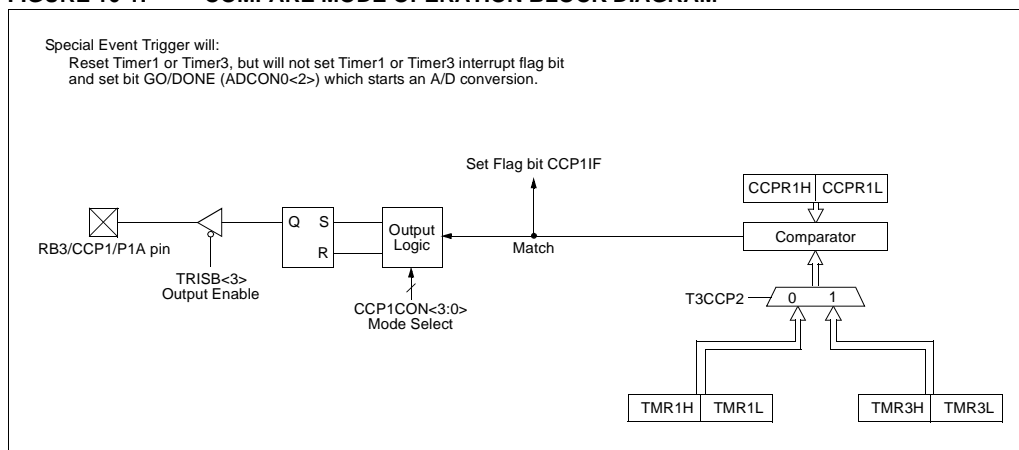 FIGURE 16-1: COMPARE MODE OPERATION BLOCK DIAGRAM
Special Event Trigger will:
Reset Timer1 or Timer3, but will not set Timer1 or Timer3 interrupt flag bit
and set bit GO/DONE (ADCON0<2>) which starts an A/D conversion.
Set Flag bit CCP1IF
CCPR1H CCPR1L
Q S
R
Output
Logic
Comparator
RB3/CCP1/P1A pin
Match
TRISB<3>
Output Enable
T3CCP2
0 1
CCP1CON<3:0>
Mode Select
TMR1H TMR1L
TMR3H TMR3L